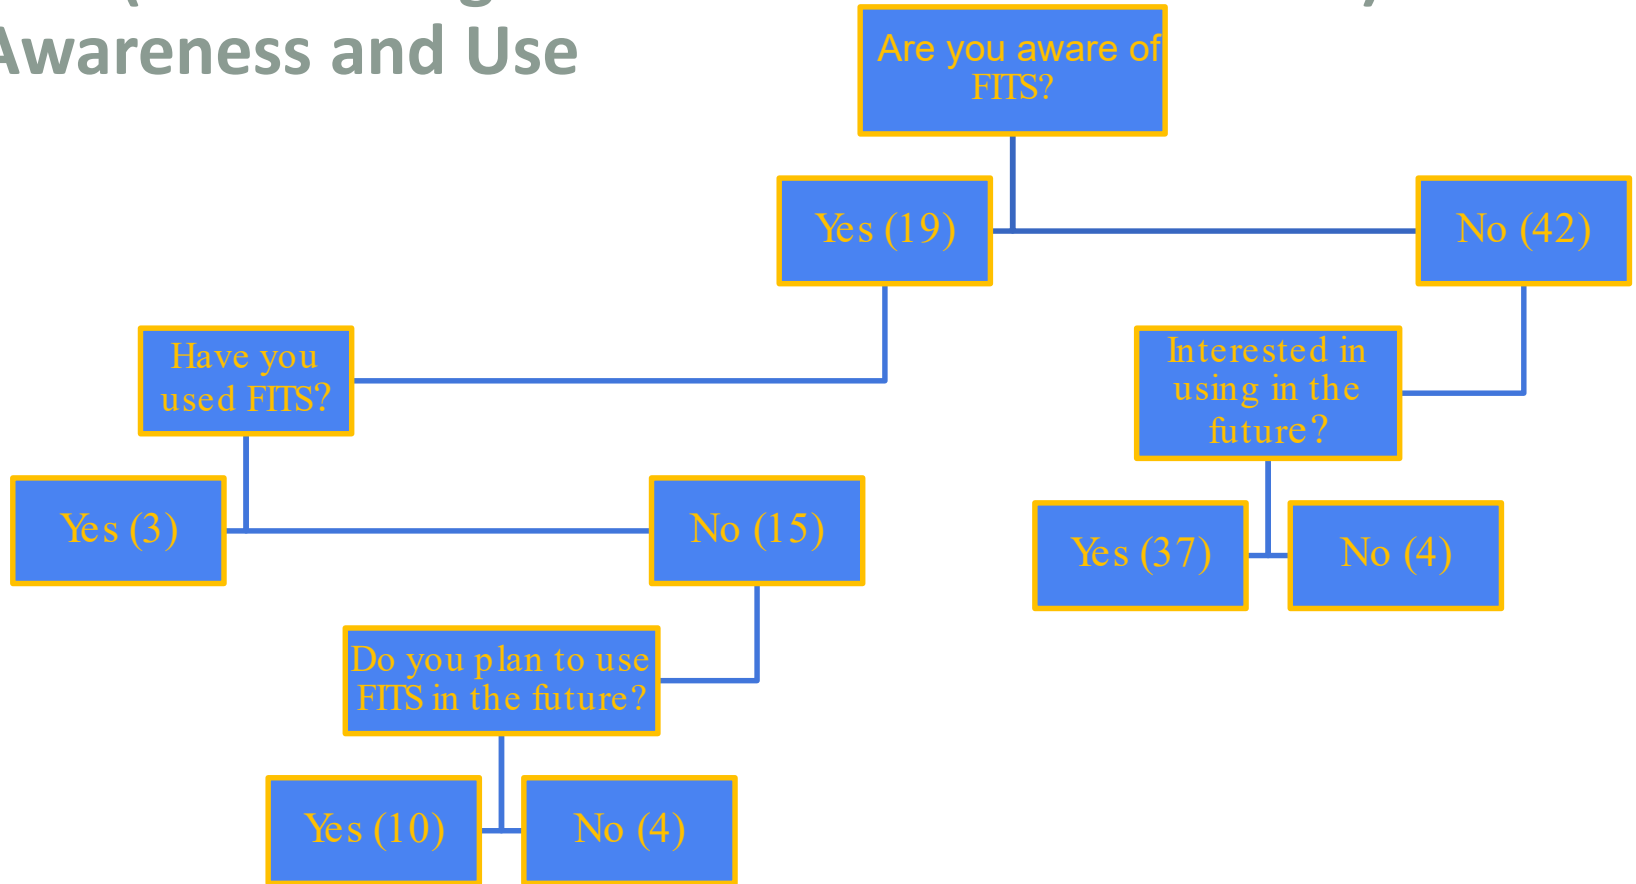 Awareness and Use
Are you aware of
FITS?
Yes (19)
No (42)
Have you
used FITS?
Interested in
using in the
future?
Yes (3)
No (15)
Yes (37)
No (4)
Do you plan to use
FITS in the future?
Yes (10)
No (4)